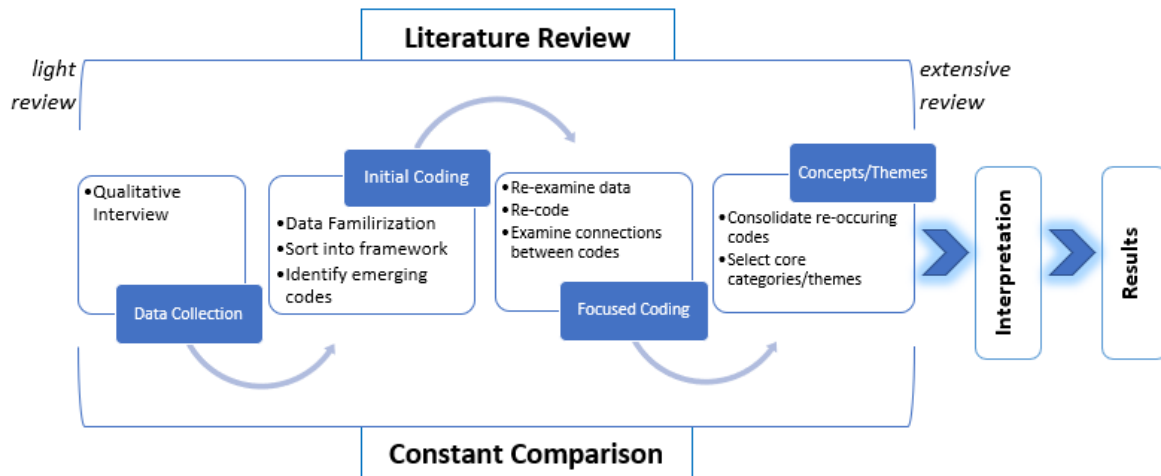 Literature Review
light
review
extensive
review
•Qualitative
Interview
Data Collection
Initial Coding
•Data Familirization
•Sort into framework
•Identify emerging
codes
•Re-examine data
•Re-code
•Examine connections
between codes
Focused Coding
Concepts/Themes
•Consolidate re-occuring
codes
•Select core
categories/themes
Interpretation
Results
Constant Comparison